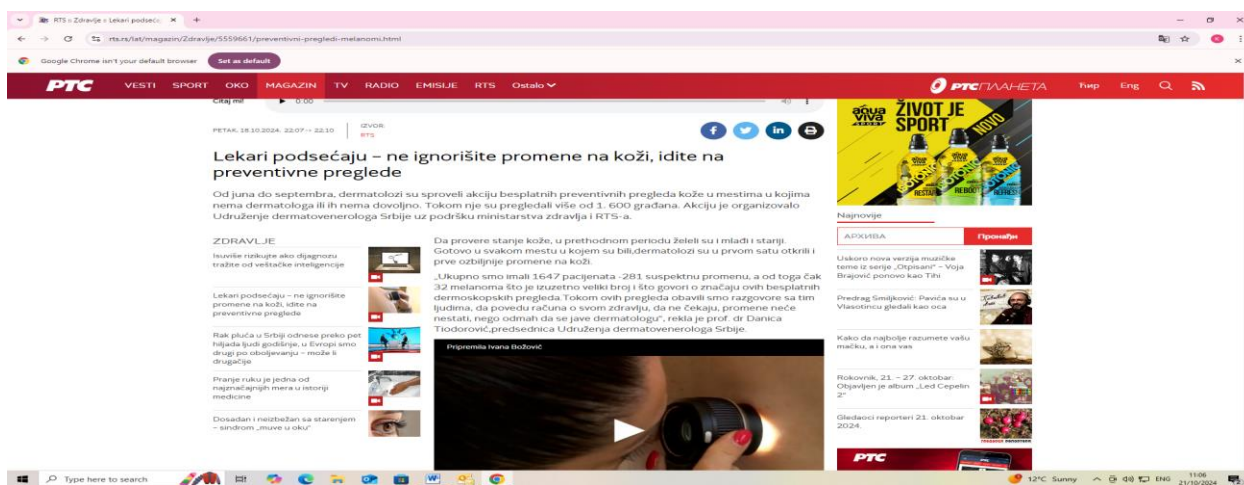 RTS :: Zdravlje :: Lekari podsećaj
rts.rs/lat/magazin/Zdravlje/5559661/preventivni-pregledi-melanomi.html
Google Chrome isn't your default browser
Set as default
РТС VESTI SPORT OKO MAGAZIN TV RADIO EMISIJE RTS Ostalo
РТС ПЛАНЕТА Ћир Eng
Čitaj mi!
0:00
PETAK, 18.10.2024, 22:07 -> 22:10
IZVOR:
RTS
Lekari podsećaju – ne ignorišite promene na koži, idite na
preventivne preglede
Od juna do septembra, dermatolozi su sproveli akciju besplatnih preventivnih pregleda kože u mestima u kojima
nema dermatologa ili ih nema dovoljno. Tokom nje su pregledali više od 1. 600 građana. Akciju je organizovalo
Udruženje dermatovenerologa Srbije uz podršku ministarstva zdravlja i RTS-a.
ZDRAVLJE
Isuviše rizikujte ako dijagnozu
tražite od veštačke inteligencije
Lekari podsećaju – ne ignorišite
promene na koži, idite na
preventivne preglede
Rak pluća u Srbiji odnese preko pet
hiljada ljudi godišnje, u Evropi smo
drugi po oboljevanju – može li
drugačije
Pranje ruku je jedna od
najznačajnijih mera u istoriji
medicine
Dosadan i neizbežan sa starenjem
– sindrom „muve u oku“
Da provere stanje kože, u prethodnom periodu želeli su i mladi i stariji.
Gotovo u svakom mestu u kojem su bili,dermatolozi su u prvom satu otkrili i
prve ozbiljnije promene na koži.
„Ukupno smo imali 1647 pacijenata -281 suspektnu promenu, a od toga čak
32 melanoma što je izuzetno veliki broj i što govori o značaju ovih besplatnih
dermoskopskih pregleda.Tokom ovih pregleda obavili smo razgovore sa tim
ljudima, da povedu računa o svom zdravlju, da ne čekaju, promene neće
nestati, nego odmah da se jave dermatologu“, rekla je prof. dr Danica
Tiodorović,predsednica Udruženja dermatovenerologa Srbije.
Pripremila Ivana Božović
aqua
VIVA
ŽIVOT JE
SPORT
NOVO
RESTART
REBOOT
REFRESH
Najnovije
АРХИВА
Пронађи
Uskoro nova verzija muzičke
teme iz serije „Otpisani“ – Voja
Brajović ponovo kao Tihi
Predrag Smiljković: Pavića su u
Vlasotincu gledali kao oca
Kako da najbolje razumete vašu
mačku, a i ona vas
Rokovnik, 21. – 27. oktobar:
Objavljen je album „Led Cepelin
2“
Gledaoci reporteri 21. oktobar
2024.
РТС
Type here to search
12°C Sunny
ENG
11:06
21/10/2024